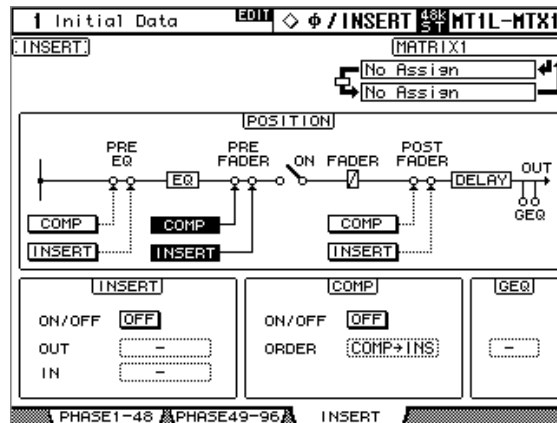 1 Initial Data EDIT ◇ Φ/INSERT 48k ST MT1L-MTX1
INSERT MATRIX1
No Assign
No Assign
POSITION
PRE EQ PRE FADER ON FADER POST FADER OUT
EQ DELAY
GEQ
COMP COMP COMP
INSERT INSERT INSERT
INSERT COMP GEQ
ON/OFF OFF ON/OFF OFF
OUT - ORDER COMP→INS -
IN -
PHASE1-48 PHASE49-96 INSERT